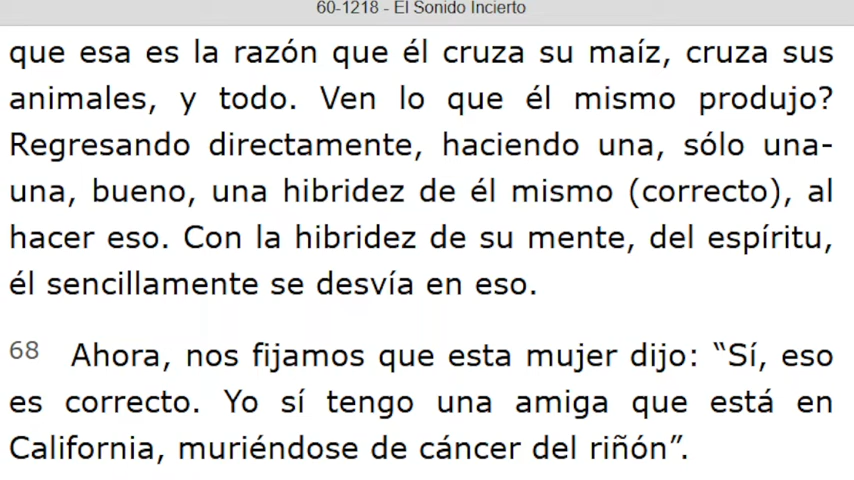 60-1218 - El Sonido Incierto
que esa es la razón que él cruza su maíz, cruza sus
animales, y todo. Ven lo que él mismo produjo?
Regresando directamente, haciendo una, sólo una-
una, bueno, una hibridez de él mismo (correcto), al
hacer eso. Con la hibridez de su mente, del espíritu,
él sencillamente se desvía en eso.
68 Ahora, nos fijamos que esta mujer dijo: “Sí, eso
es correcto. Yo sí tengo una amiga que está en
California, muriéndose de cáncer del riñón”.